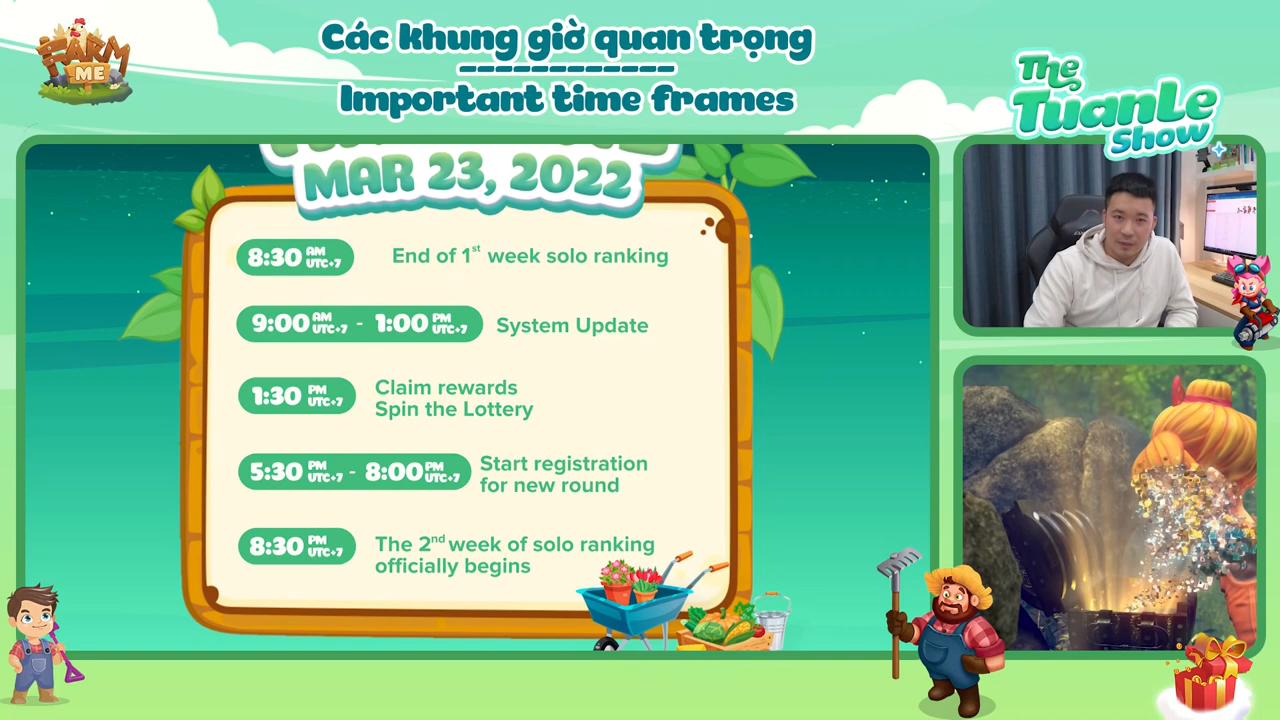 Các khung giờ quan trọng
------------
Important time frames
FARM
ME
The
TuanLe
Show
MAR 23, 2022
8:30 AM UTC+7 End of 1st week solo ranking
9:00 AM UTC+7 - 1:00 PM UTC+7 System Update
1:30 PM UTC+7 Claim rewards
Spin the Lottery
5:30 PM UTC+7 - 8:00 PM UTC+7 Start registration
for new round
8:30 PM UTC+7 The 2nd week of solo ranking
officially begins